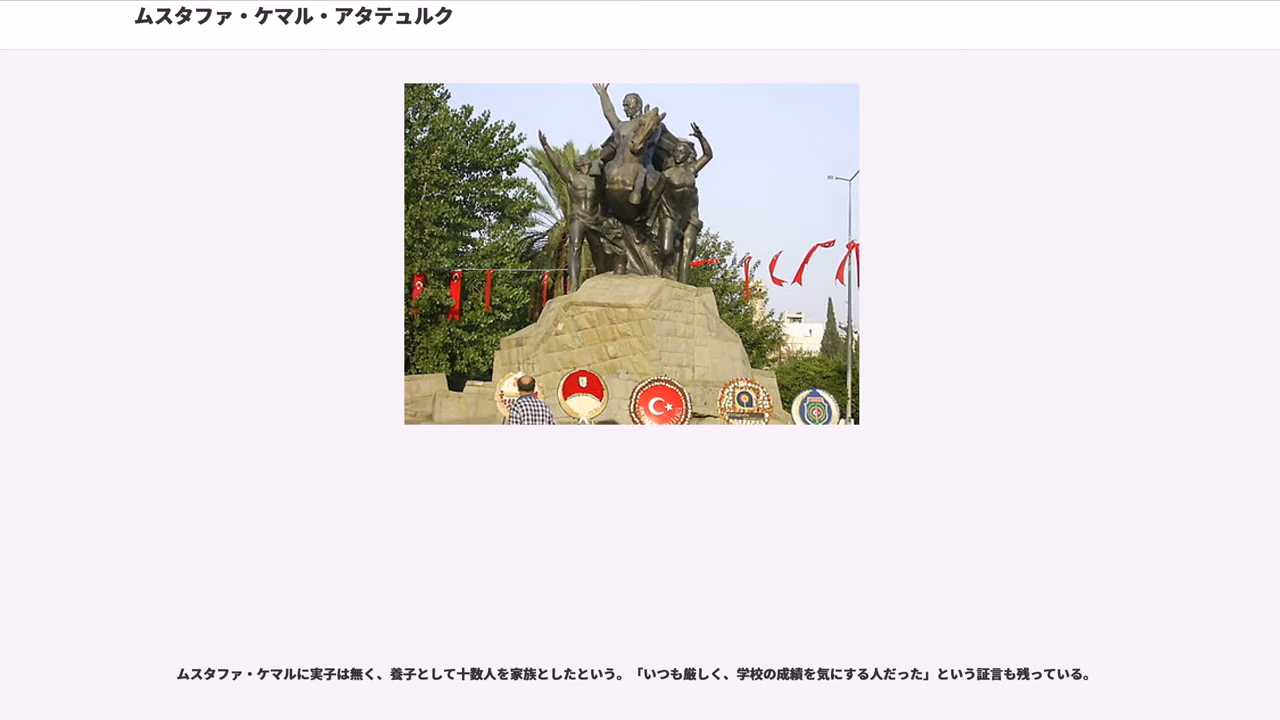 ムスタファ・ケマル・アタテュルク
ムスタファ・ケマルに実子は無く、養子として十数人を家族としたという。「いつも厳しく、学校の成績を気にする人だった」という証言も残っている。